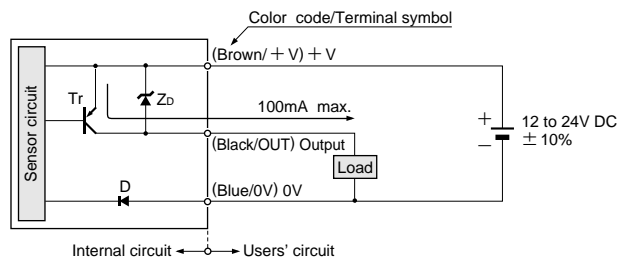 Color code/Terminal symbol
(Brown/ + V) + V
Sensor circuit
Tr
ZD
100mA max.
+
−
12 to 24V DC
± 10%
(Black/OUT) Output
Load
D
(Blue/0V) 0V
Internal circuit
Users' circuit